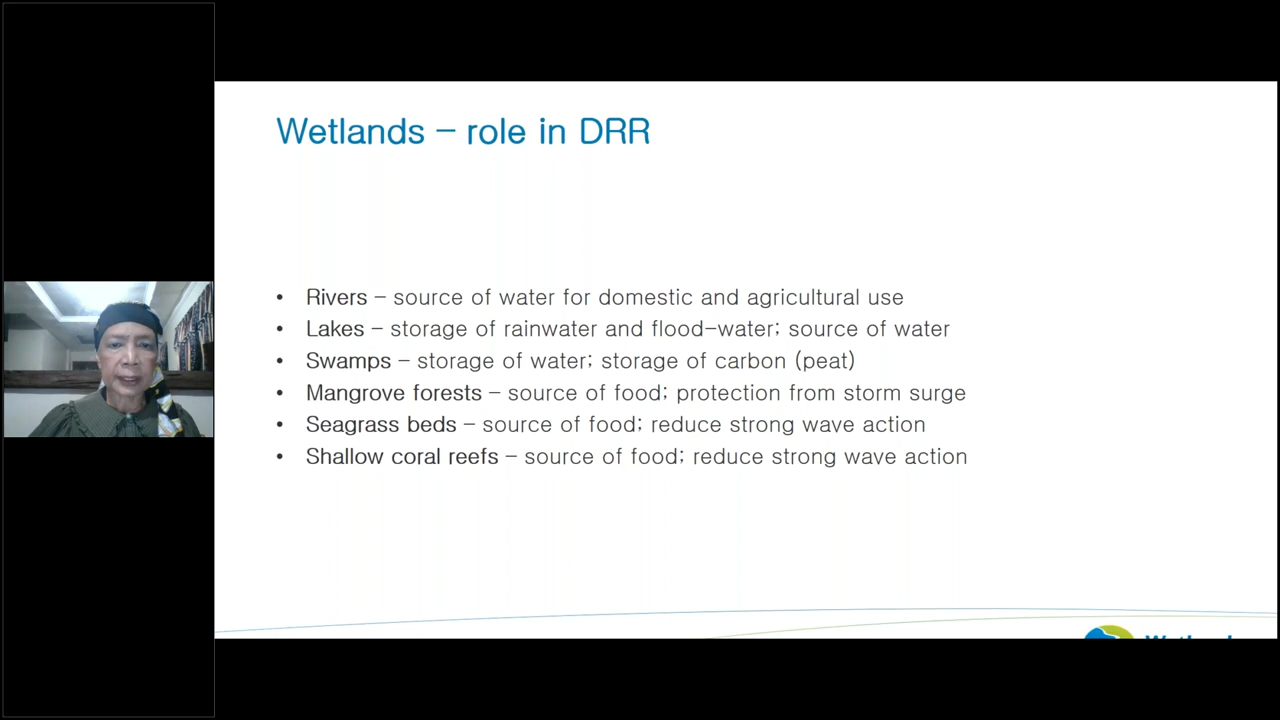 Wetlands – role in DRR
• Rivers – source of water for domestic and agricultural use
• Lakes – storage of rainwater and flood-water; source of water
• Swamps – storage of water; storage of carbon (peat)
• Mangrove forests – source of food; protection from storm surge
• Seagrass beds – source of food; reduce strong wave action
• Shallow coral reefs – source of food; reduce strong wave action